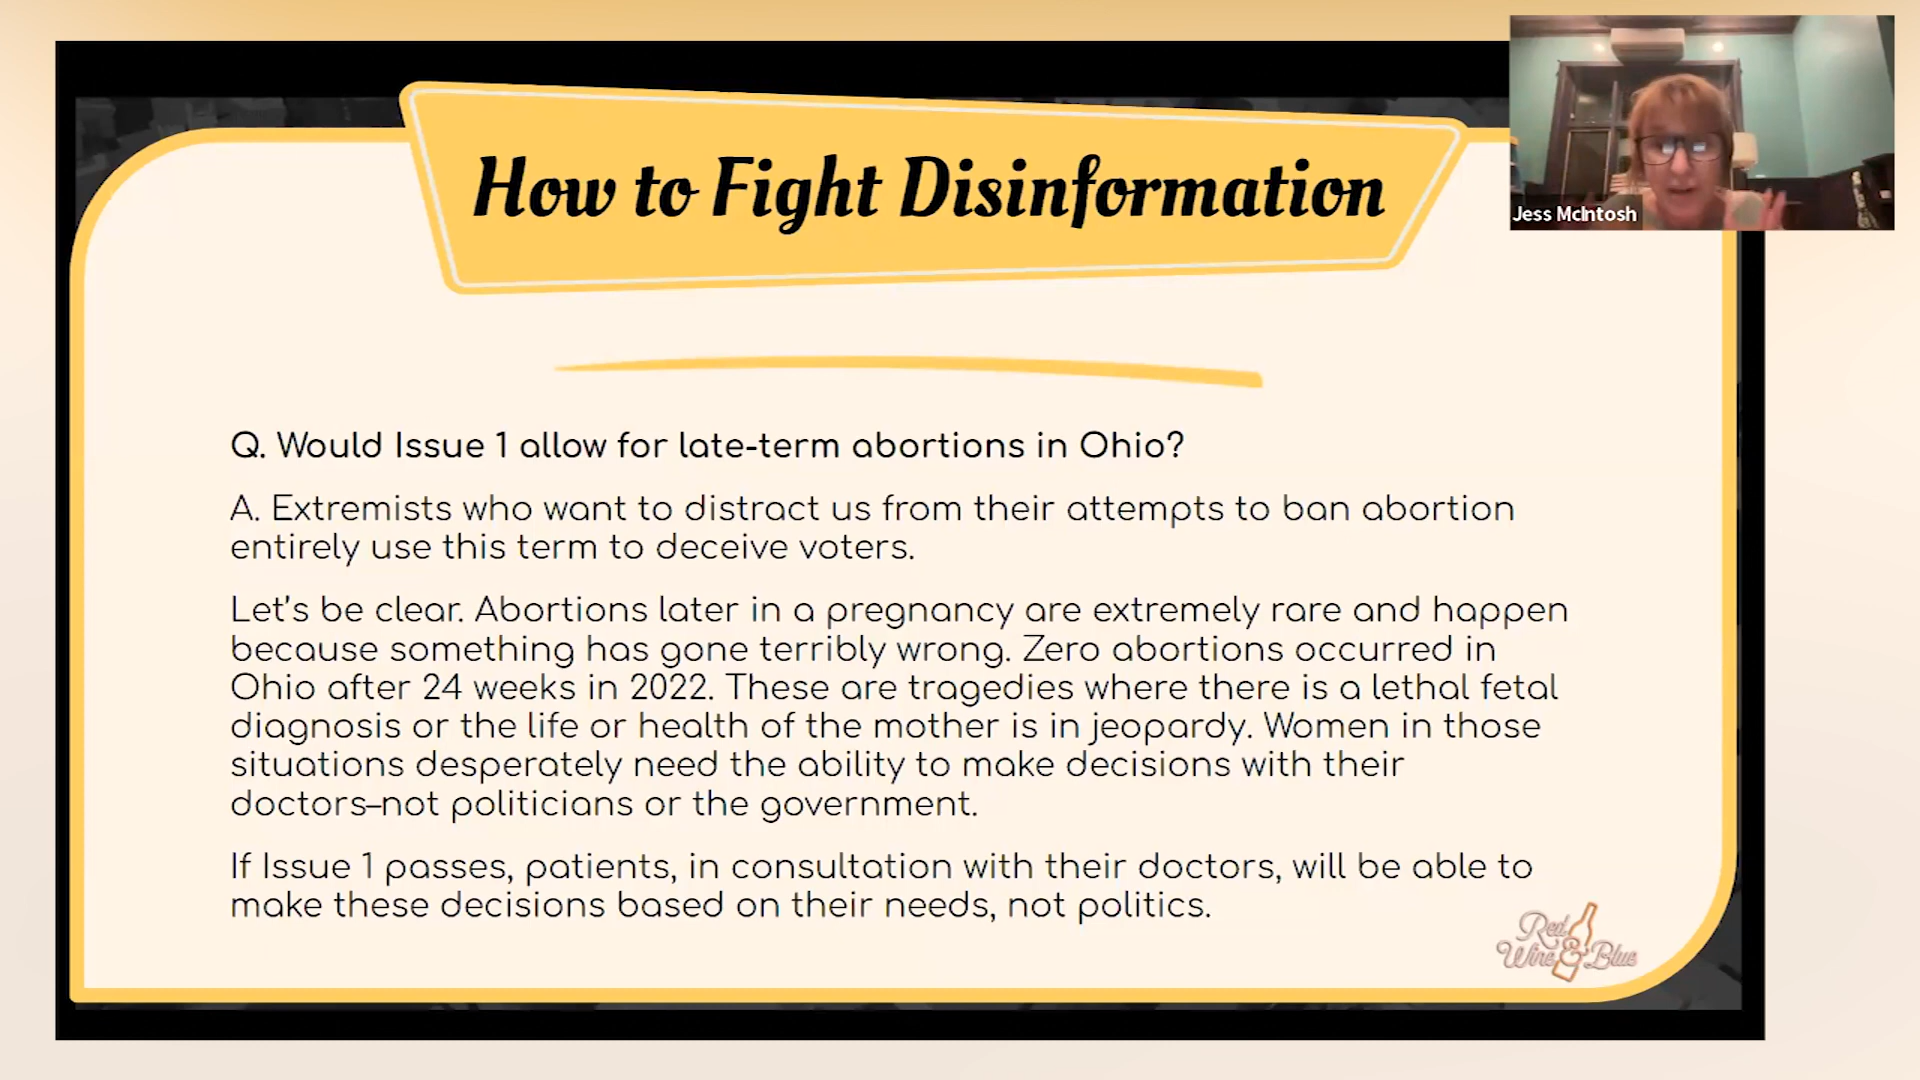 How to Fight Disinformation
Jess McIntosh
Q. Would Issue 1 allow for late-term abortions in Ohio?
A. Extremists who want to distract us from their attempts to ban abortion
entirely use this term to deceive voters.
Let's be clear. Abortions later in a pregnancy are extremely rare and happen
because something has gone terribly wrong. Zero abortions occurred in
Ohio after 24 weeks in 2022. These are tragedies where there is a lethal fetal
diagnosis or the life or health of the mother is in jeopardy. Women in those
situations desperately need the ability to make decisions with their
doctors–not politicians or the government.
If Issue 1 passes, patients, in consultation with their doctors, will be able to
make these decisions based on their needs, not politics.
Red
Wine & Blue